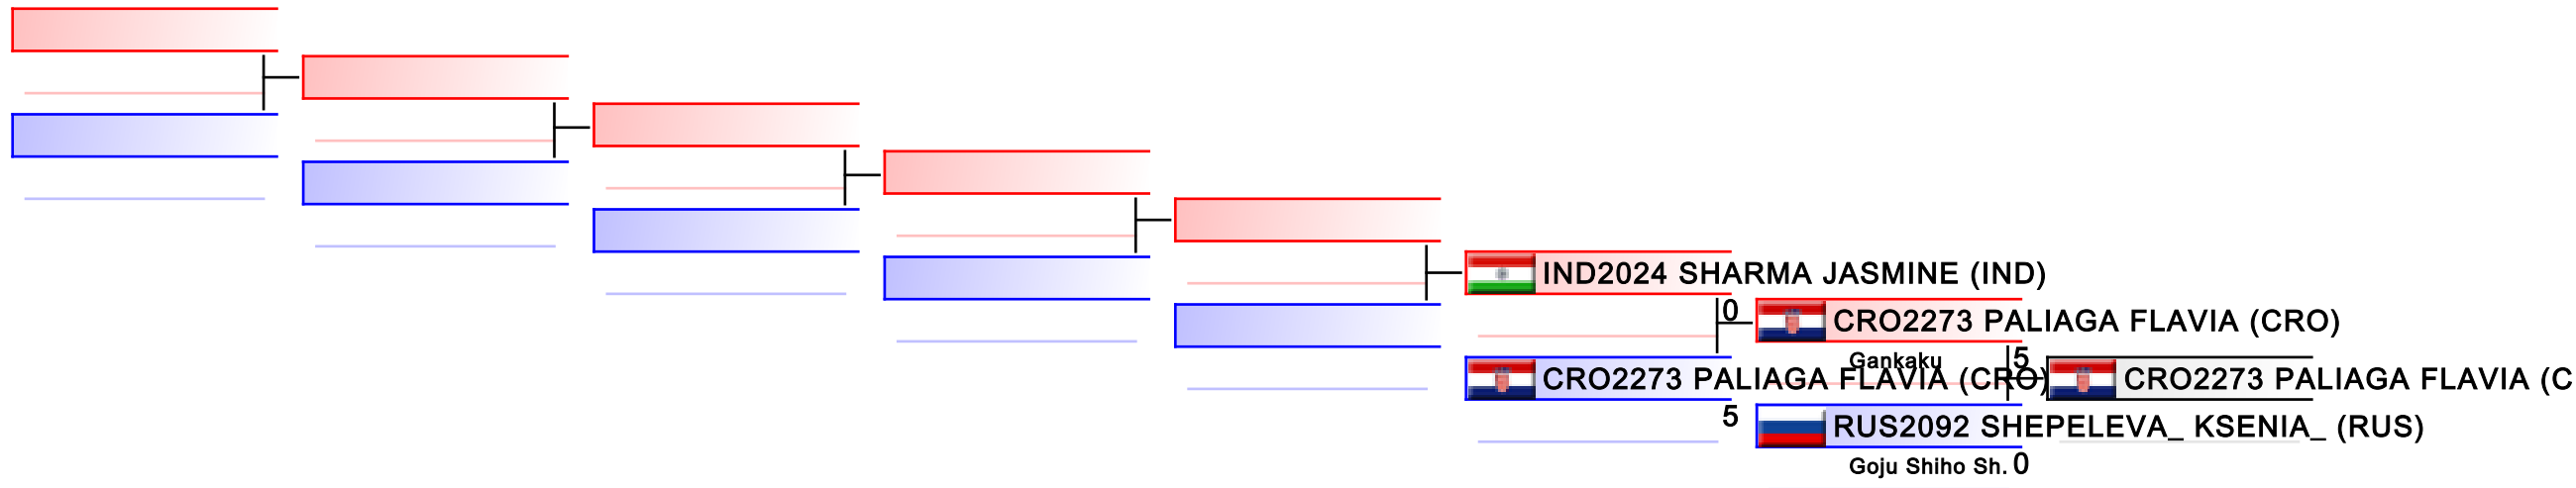 IND2024 SHARMA JASMINE (IND)
0
CRO2273 PALIAGA FLAVIA (CRO)
Gankaku
5
CRO2273 PALIAGA FLAVIA (CRO)
CRO2273 PALIAGA FLAVIA (C
5
RUS2092 SHEPELEVA_ KSENIA_ (RUS)
Goju Shiho Sh. 0